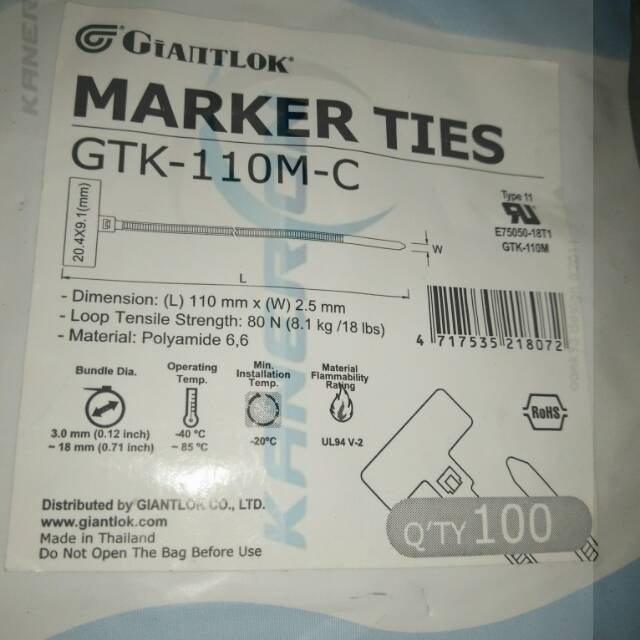 GIANTLOK®
MARKER TIES
GTK-110M-C
20.4X9.1(mm)
W
L
Type 11
E75050-18T1
GTK-110M
- Dimension: (L) 110 mm x (W) 2.5 mm
- Loop Tensile Strength: 80 N (8.1 kg /18 lbs)
- Material: Polyamide 6,6
4 717535 218072
Bundle Dia.
3.0 mm (0.12 inch)
~ 18 mm (0.71 inch)
Operating
Temp.
-40 ºC
~ 85 ºC
Min.
Installation
Temp.
-20ºC
Material
Flammability
Rating
UL94 V-2
RoHS
Distributed by GIANTLOK CO., LTD.
www.giantlok.com
Made in Thailand
Do Not Open The Bag Before Use
Q'TY 100
KANER